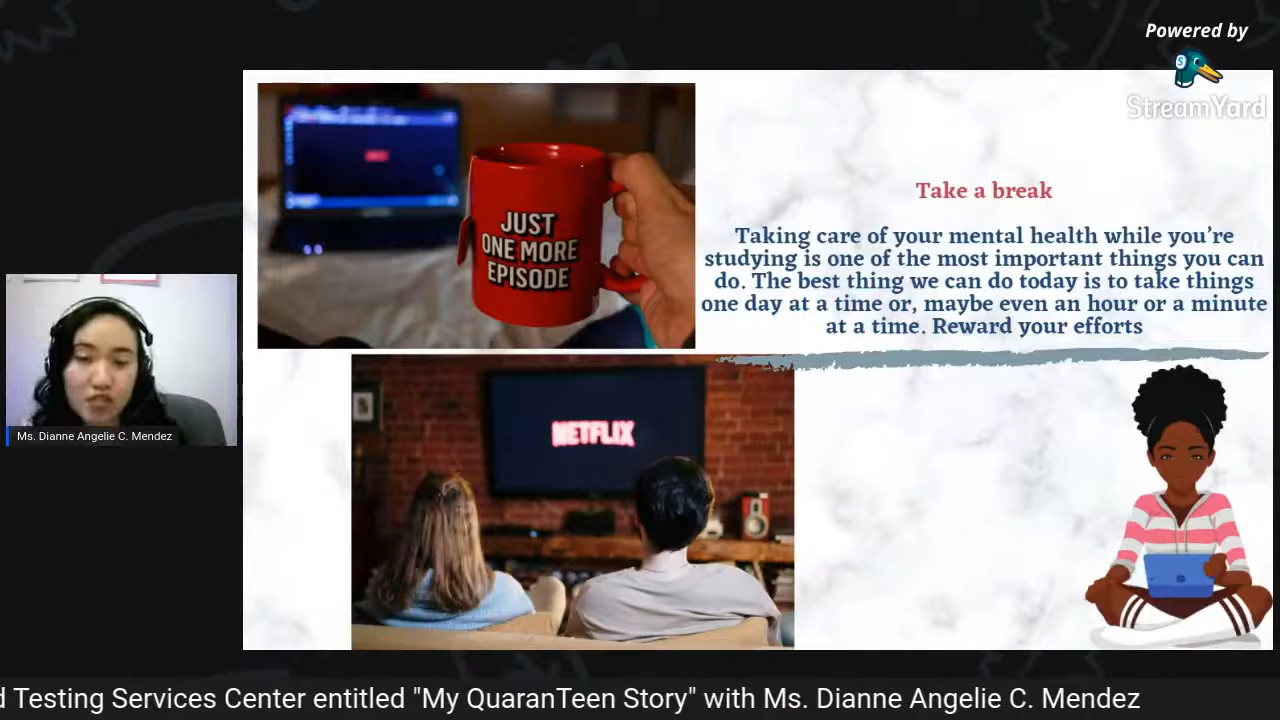 Powered by
S
StreamYard
JUST
ONE MORE
EPISODE
Take a break
Taking care of your mental health while you're
studying is one of the most important things you can
do. The best thing we can do today is to take things
one day at a time or, maybe even an hour or a minute
at a time. Reward your efforts
NETFLIX
Ms. Dianne Angelie C. Mendez
d Testing Services Center entitled "My QuaranTeen Story" with Ms. Dianne Angelie C. Mendez